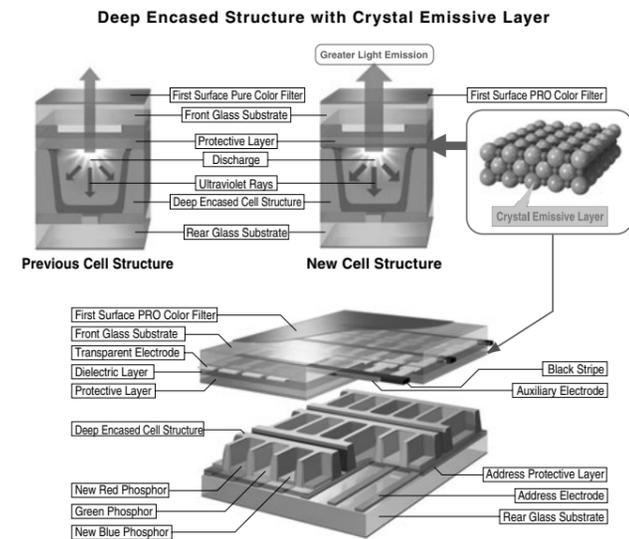 Deep Encased Structure with Crystal Emissive Layer
Greater Light Emission
First Surface Pure Color Filter
First Surface PRO Color Filter
Front Glass Substrate
Protective Layer
Discharge
Ultraviolet Rays
Deep Encased Cell Structure
Crystal Emissive Layer
Rear Glass Substrate
Previous Cell Structure
New Cell Structure
First Surface PRO Color Filter
Front Glass Substrate
Transparent Electrode
Dielectric Layer
Protective Layer
Black Stripe
Auxiliary Electrode
Deep Encased Cell Structure
Address Protective Layer
New Red Phosphor
Address Electrode
Green Phosphor
Rear Glass Substrate
New Blue Phosphor